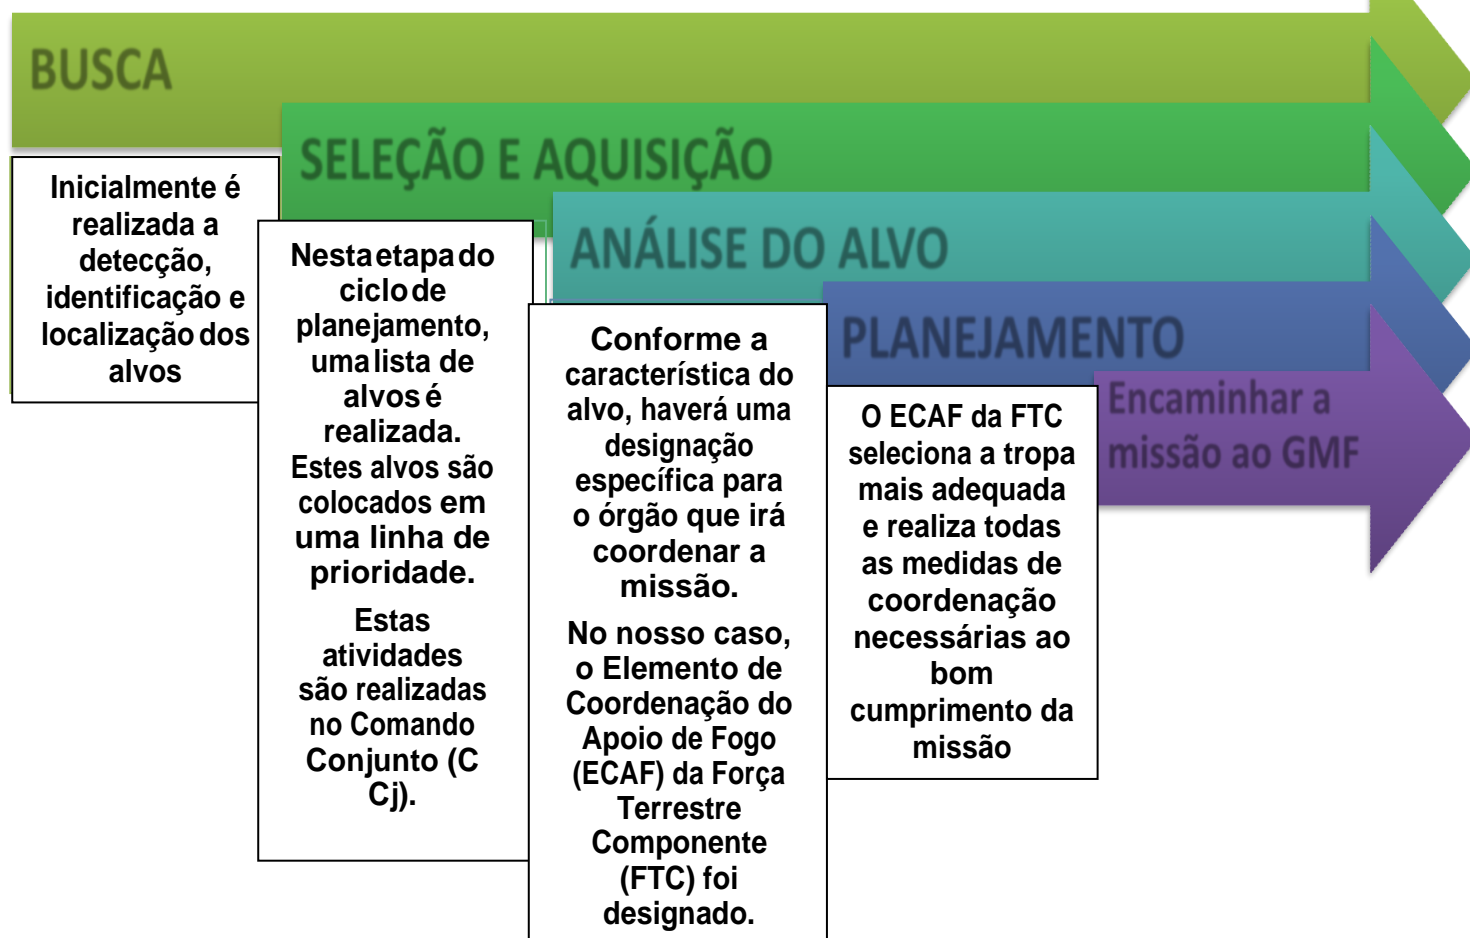 BUSCA
Inicialmente é
realizada a
detecção,
identificação e
localização dos
alvos
SELEÇÃO E AQUISIÇÃO
Nesta etapa do
ciclo de
planejamento,
uma lista de
alvos é
realizada.
Estes alvos são
colocados em
uma linha de
prioridade.
Estas
atividades
são realizadas
no Comando
Conjunto (C
Cj).
ANÁLISE DO ALVO
Conforme a
característica do
alvo, haverá uma
designação
específica para
o órgão que irá
coordenar a
missão.
No nosso caso,
o Elemento de
Coordenação do
Apoio de Fogo
(ECAF) da Força
Terrestre
Componente
(FTC) foi
designado.
PLANEJAMENTO
O ECAF da FTC
seleciona a tropa
mais adequada
e realiza todas
as medidas de
coordenação
necessárias ao
bom
cumprimento da
missão
Encaminhar a
missão ao GMF